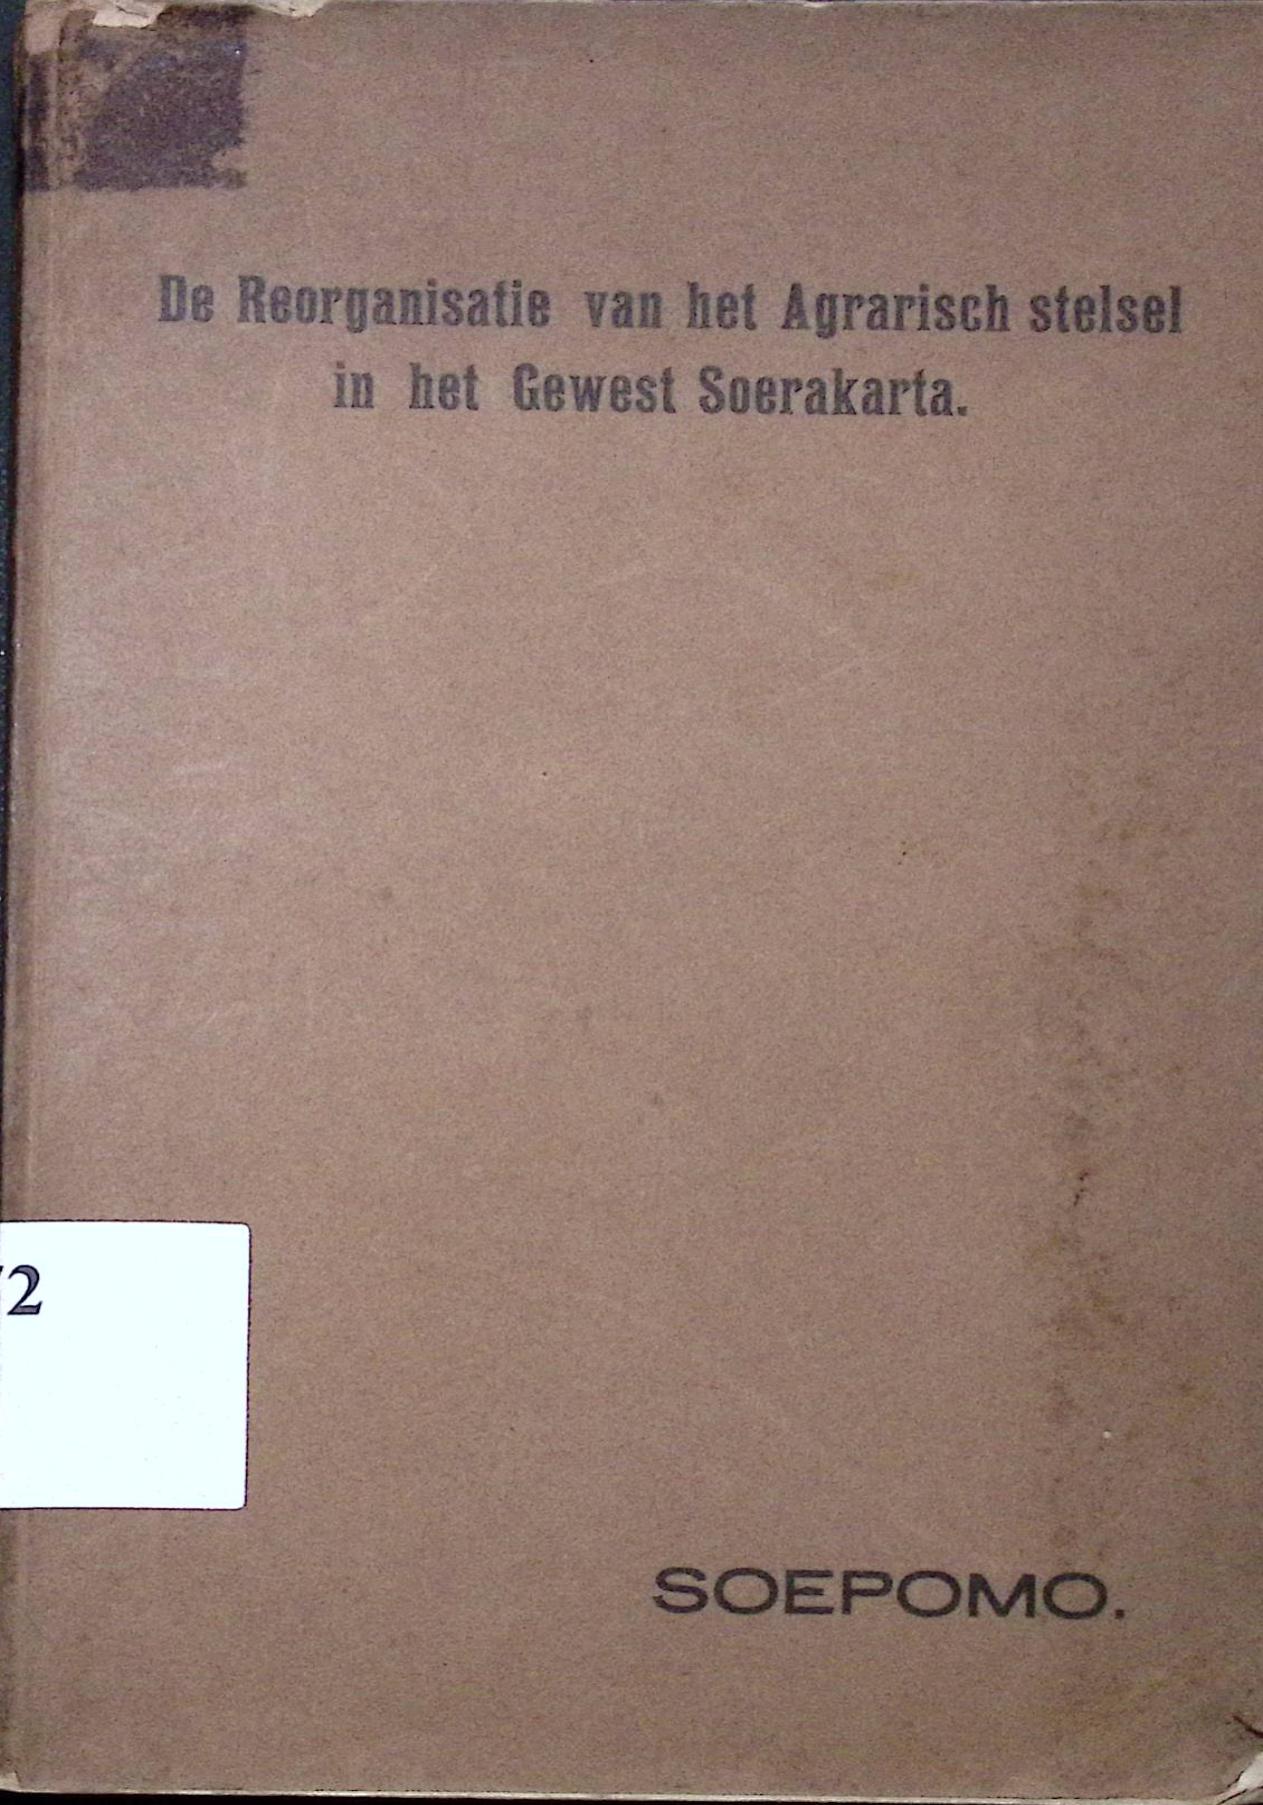 De Reorganisatie van het Agrarisch stelsel
in het Gewest Soerakarta.
2
SOEPOMO.